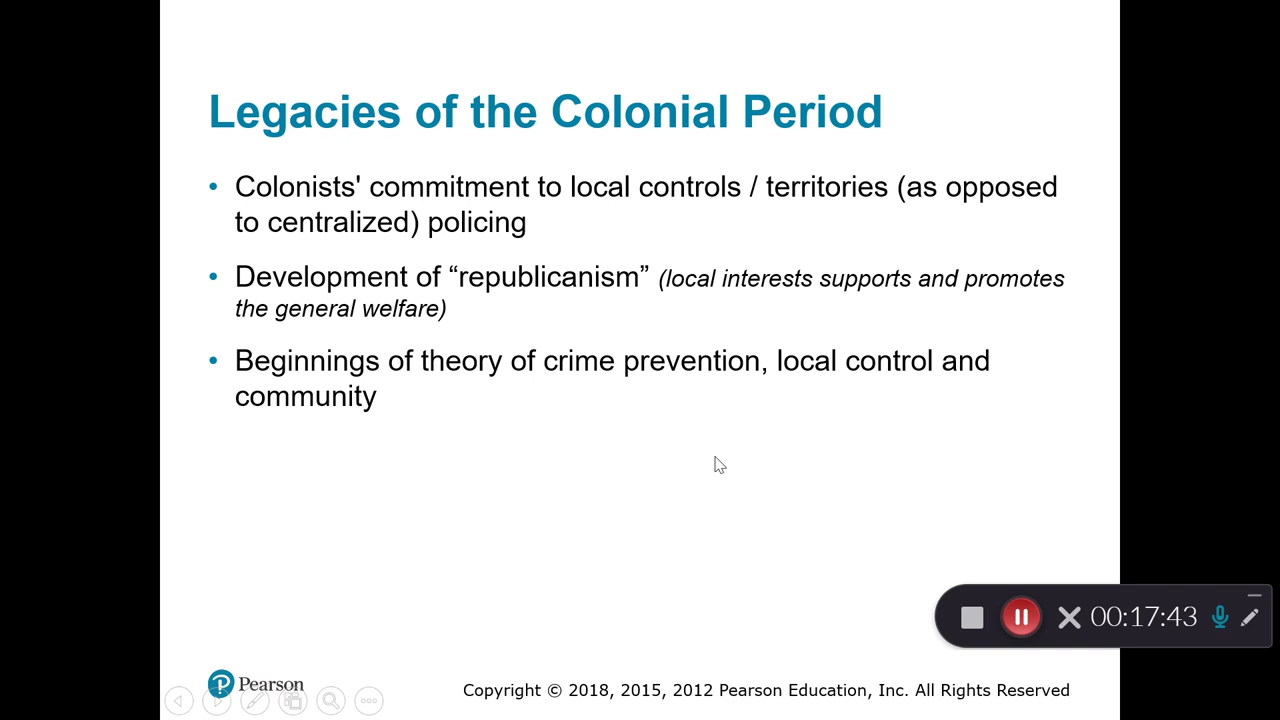 Legacies of the Colonial Period
• Colonists' commitment to local controls / territories (as opposed
to centralized) policing
• Development of “republicanism” (local interests supports and promotes
the general welfare)
• Beginnings of theory of crime prevention, local control and
community
00:17:43
P Pearson
Copyright © 2018, 2015, 2012 Pearson Education, Inc. All Rights Reserved